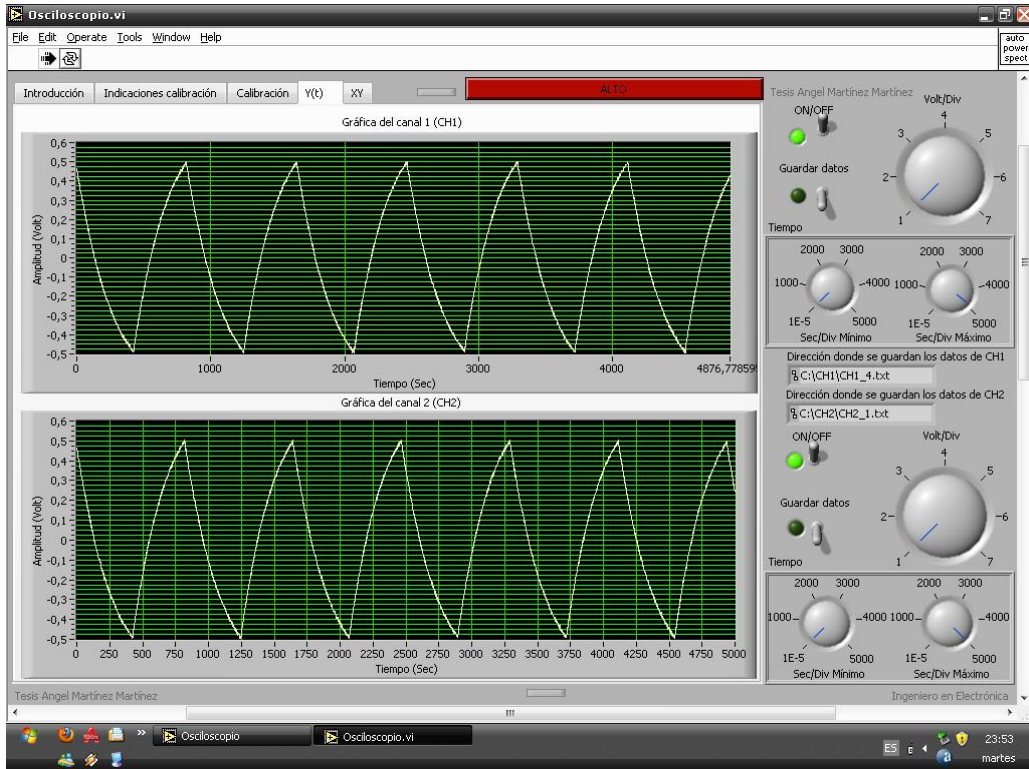 Osciloscopio.vi
File Edit Operate Tools Window Help
auto
power
spect
Introducción Indicaciones calibración Calibración Y(t) XY
ALTO
Gráfica del canal 1 (CH1)
Amplitud (Volt)
0,6
0,5
0,4
0,3
0,2
0,1
0
-0,1
-0,2
-0,3
-0,4
-0,5
0 1000 2000 3000 4000 4876,778599
Tiempo (Sec)
Gráfica del canal 2 (CH2)
Amplitud (Volt)
0,6
0,4
0,3
0,2
0,1
0
-0,1
-0,2
-0,3
-0,4
-0,5
0 250 500 750 1000 1250 1500 1750 2000 2250 2500 2750 3000 3250 3500 3750 4000 4250 4500 4750 5000
Tiempo (Sec)
Tesis Angel Martínez Martínez
ON/OFF
Volt/Div
1 2 3 4 5 6 7
Guardar datos
Tiempo
1E-5 1000 2000 3000 4000 5000
Sec/Div Mínimo
1E-5 1000 2000 3000 4000 5000
Sec/Div Máximo
Dirección donde se guardan los datos de CH1
C:\CH1\CH1_4.txt
Dirección donde se guardan los datos de CH2
C:\CH2\CH2_1.txt
ON/OFF
Volt/Div
1 2 3 4 5 6 7
Guardar datos
Tiempo
1E-5 1000 2000 3000 4000 5000
Sec/Div Mínimo
1E-5 1000 2000 3000 4000 5000
Sec/Div Máximo
Tesis Angel Martínez Martínez
Ingeniero en Electrónica
Osciloscopio
Osciloscopio.vi
ES
23:53
martes